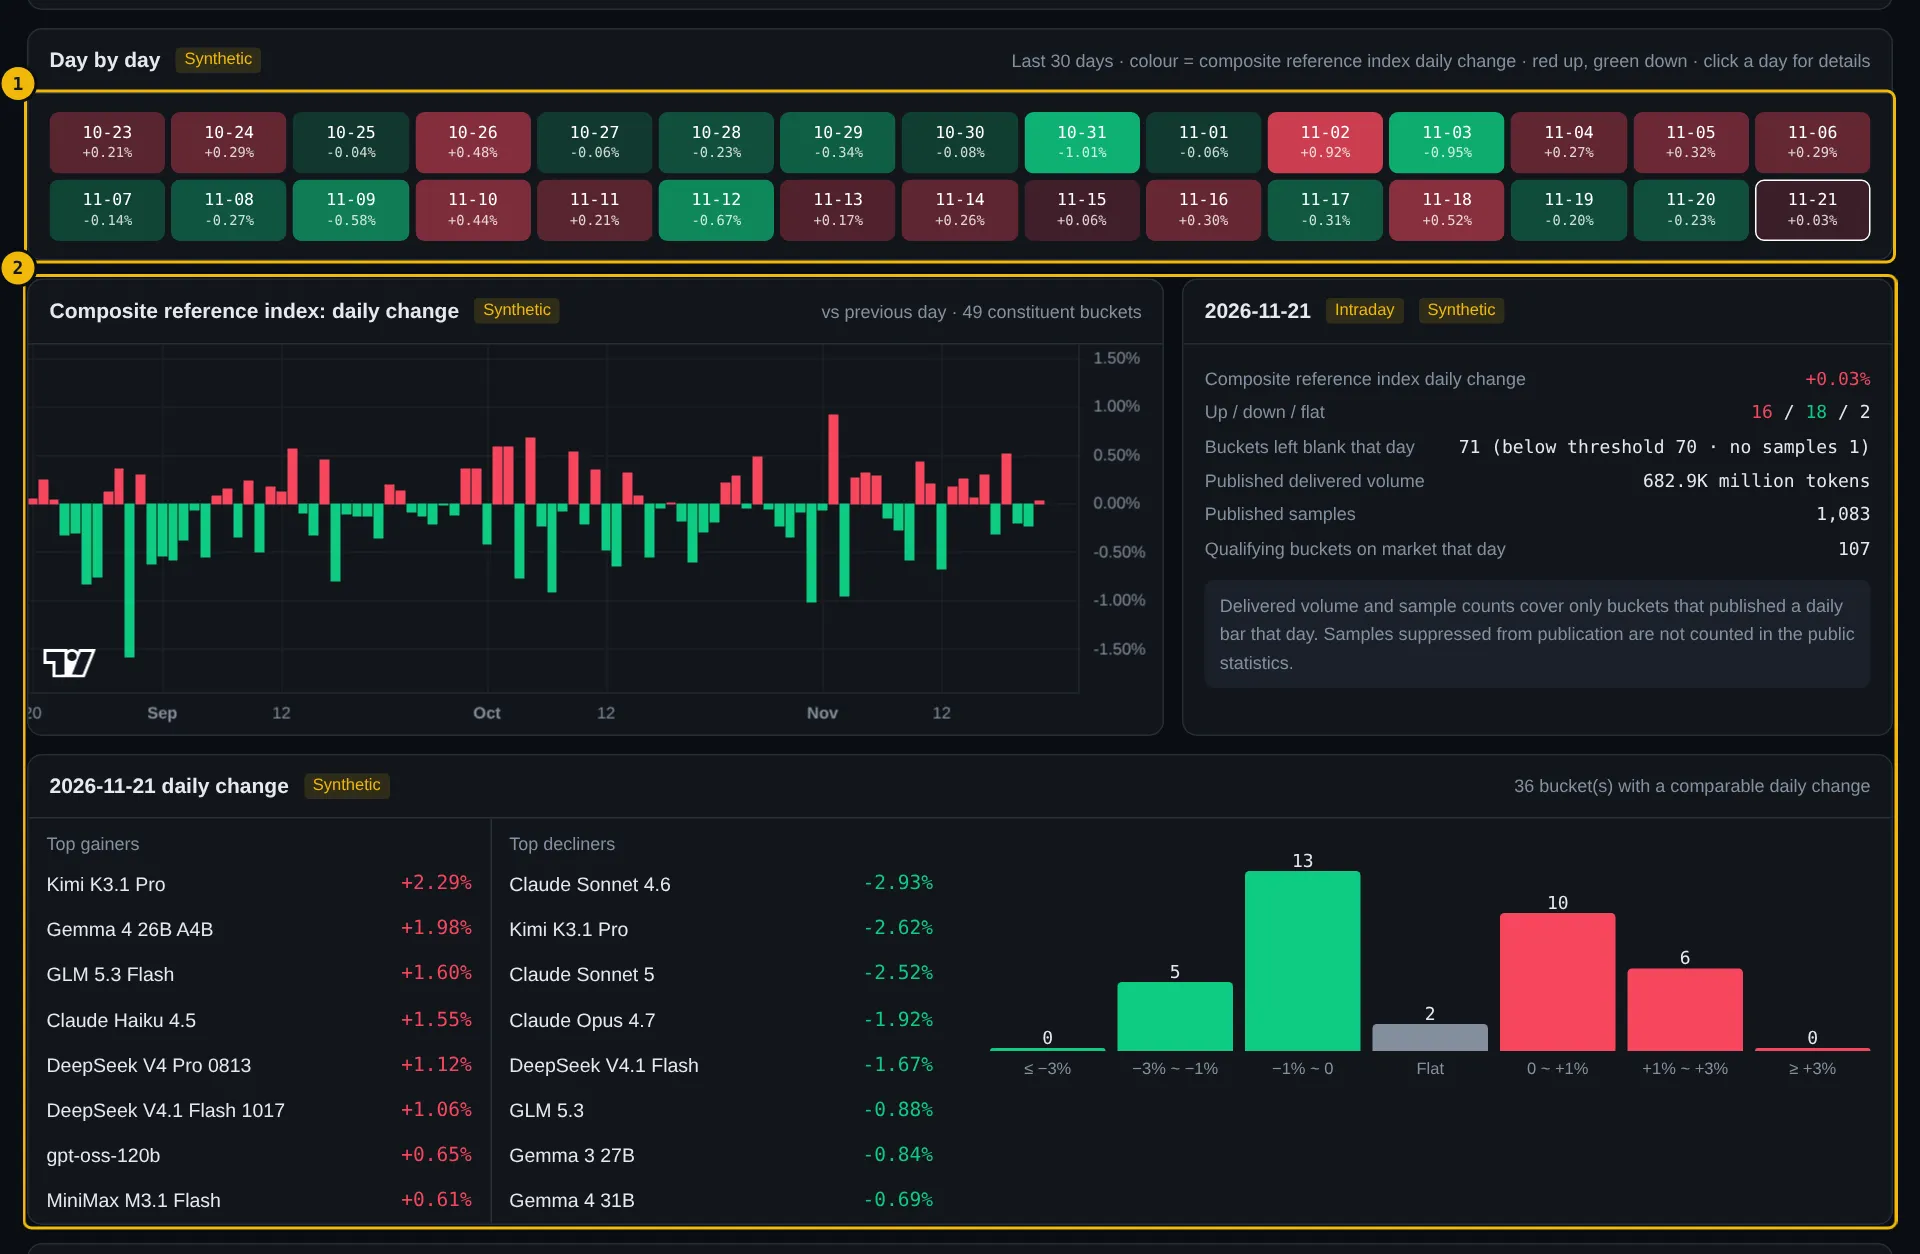 Day by day Synthetic Last 30 days · colour = composite reference index daily change · red up, green down · click a day for details
1
10-23 10-24 10-25 10-26 10-27 10-28 10-29 10-30 10-31 11-01 11-02 11-03 11-04 11-05 11-06
+0.21% +0.29% -0.04% +0.48% -0.06% -0.23% -0.34% -0.08% -1.01% -0.06% +0.92% -0.95% +0.27% +0.32% +0.29%
11-07 11-08 11-09 11-10 11-11 11-12 11-13 11-14 11-15 11-16 11-17 11-18 11-19 11-20 11-21
-0.14% -0.27% -0.58% +0.44% +0.21% -0.67% +0.17% +0.26% +0.06% +0.30% -0.31% +0.52% -0.20% -0.23% +0.03%
2
Composite reference index: daily change Synthetic vs previous day · 49 constituent buckets
1.50%
1.00%
0.50%
0.00%
-0.50%
-1.00%
-1.50%
20 Sep 12 Oct 12 Nov 12
2026-11-21 Intraday Synthetic
Composite reference index daily change +0.03%
Up / down / flat 16 / 18 / 2
Buckets left blank that day 71 (below threshold 70 · no samples 1)
Published delivered volume 682.9K million tokens
Published samples 1,083
Qualifying buckets on market that day 107
Delivered volume and sample counts cover only buckets that published a daily
bar that day. Samples suppressed from publication are not counted in the public
statistics.
2026-11-21 daily change Synthetic 36 bucket(s) with a comparable daily change
Top gainers
Kimi K3.1 Pro +2.29%
Gemma 4 26B A4B +1.98%
GLM 5.3 Flash +1.60%
Claude Haiku 4.5 +1.55%
DeepSeek V4 Pro 0813 +1.12%
DeepSeek V4.1 Flash 1017 +1.06%
gpt-oss-120b +0.65%
MiniMax M3.1 Flash +0.61%
Top decliners
Claude Sonnet 4.6 -2.93%
Kimi K3.1 Pro -2.62%
Claude Sonnet 5 -2.52%
Claude Opus 4.7 -1.92%
DeepSeek V4.1 Flash -1.67%
GLM 5.3 -0.88%
Gemma 3 27B -0.84%
Gemma 4 31B -0.69%
0 5 13 2 10 6 0
≤ −3% −3% ~ −1% −1% ~ 0 Flat 0 ~ +1% +1% ~ +3% ≥ +3%